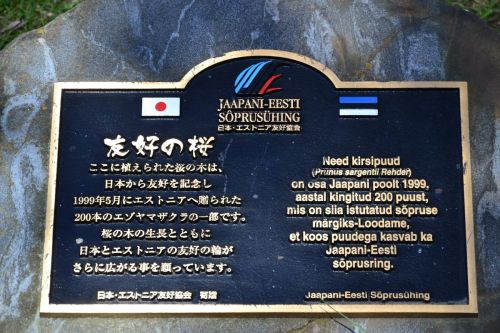 JAAPANI-EESTI
SÕPRUSÜHING
日本・エストニア友好協会
友好の桜
ここに植えられた桜の木は、
日本から友好を記念し
1999年5月にエストニアへ贈られた
200本のエゾヤマザクラの一部です。
桜の木の生長とともに
日本とエストニアの友好の輪が
さらに広がる事を願っています。
日本・エストニア友好協会
Need kirsipuud
(Prunus sargentii Rehder)
on osa Jaapani poolt 1999,
aastal kingitud 200 puust,
mis on siia istutatud sõpruse
märgiks-Loodame,
et koos puudega kasvab ka
Jaapani-Eesti
sõprusring.
Jaapani-Eesti Sõprusühing